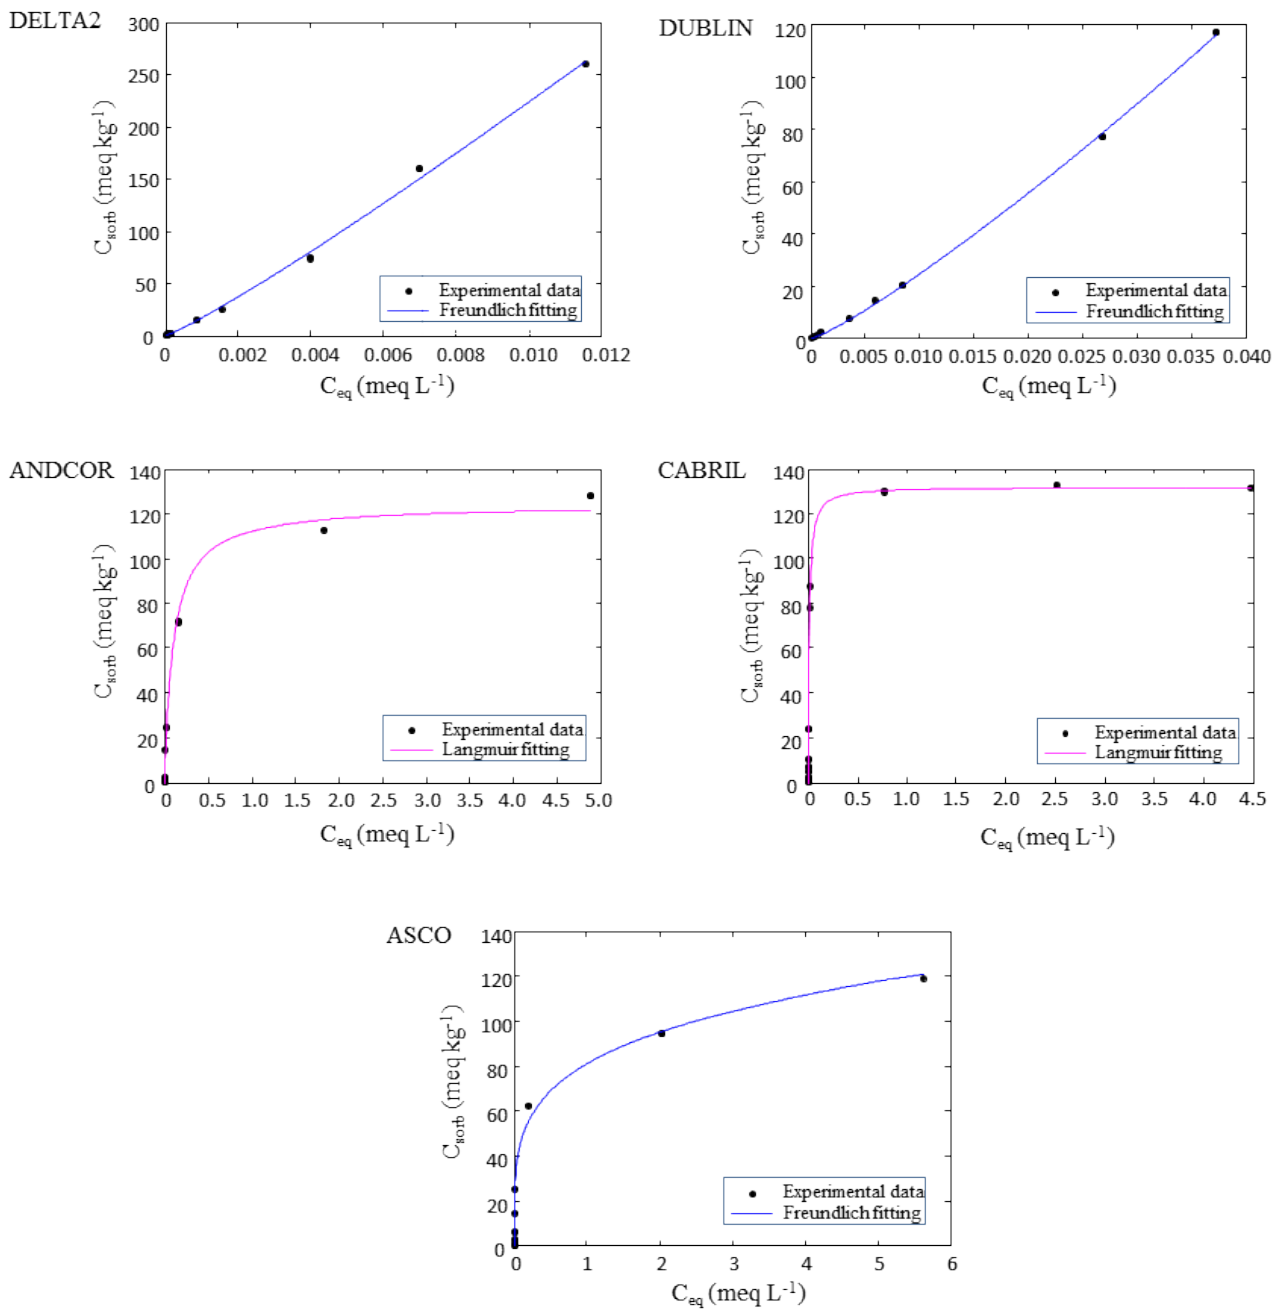 DELTA2
300
250
200
150
100
50
0
C_sorb (meq kg^-1)
Experimental data
Freundlich fitting
0 0.002 0.004 0.006 0.008 0.010 0.012
C_eq (meq L^-1)
DUBLIN
120
100
80
60
40
20
0
C_sorb (meq kg^-1)
Experimental data
Freundlich fitting
0 0.005 0.010 0.015 0.020 0.025 0.030 0.035 0.040
C_eq (meq L^-1)
ANDCOR
140
120
100
80
60
40
20
0
C_sorb (meq kg^-1)
Experimental data
Langmuir fitting
0 0.5 1.0 1.5 2.0 2.5 3.0 3.5 4.0 4.5 5.0
C_eq (meq L^-1)
CABRIL
140
120
100
80
60
40
20
0
C_sorb (meq kg^-1)
Experimental data
Langmuir fitting
0 0.5 1.0 1.5 2.0 2.5 3.0 3.5 4.0 4.5
C_eq (meq L^-1)
ASCO
140
120
100
80
60
40
20
0
C_sorb (meq kg^-1)
Experimental data
Freundlich fitting
0 1 2 3 4 5 6
C_eq (meq L^-1)